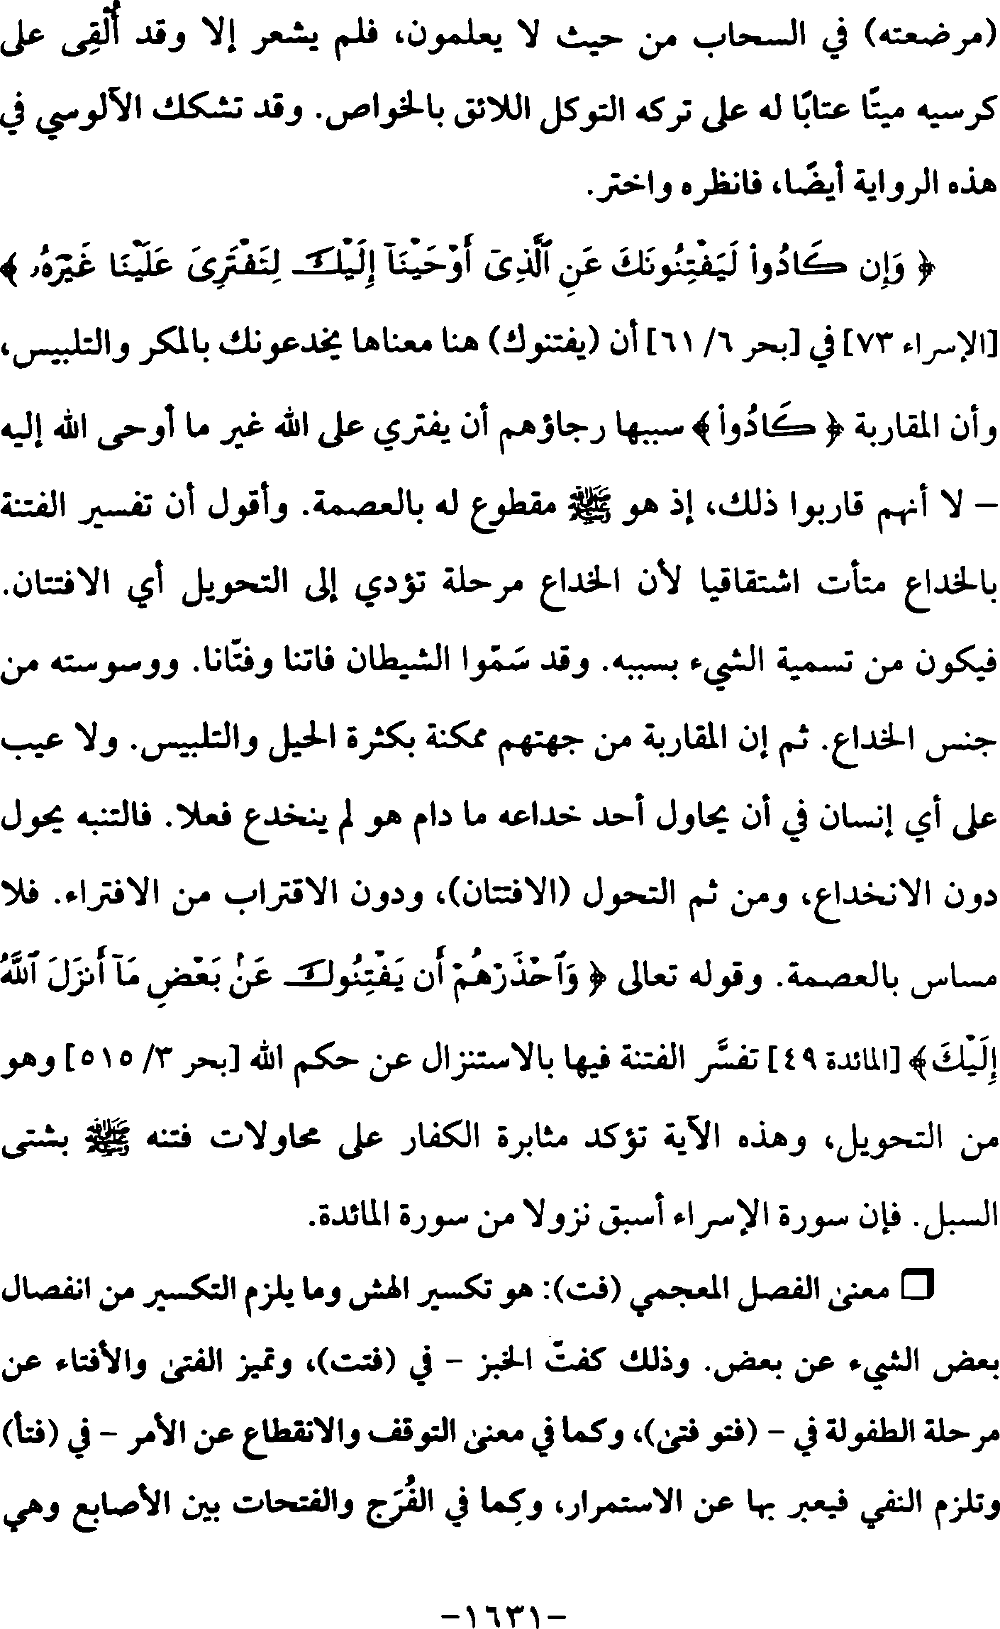 (مرضعته) في السحاب من حيث لا يعلمون، فلم يشعر إلا وقد أُلْقِى على
كرسيه ميتًا عتابًا له على تركه التوكل اللائق بالخواص. وقد تشكك الآلوسي في
هذه الرواية أيضًا، فانظره واختر.
﴿ وَإِن كَادُواْ لَيَفْتِنُونَكَ عَنِ ٱلَّذِىٓ أَوْحَيْنَآ إِلَيْكَ لِتَفْتَرِىَ عَلَيْنَا غَيْرَهُۥ ﴾
[الإسراء ٧٣] في [بحر ٦/ ٦١] أن (يفتنوك) هنا معناها يخدعونك بالمكر والتلبيس،
وأن المقاربة ﴿ كَادُواْ ﴾ سببها رجاؤهم أن يفتري على الله غير ما أوحى الله إليه
– لا أنهم قاربوا ذلك، إذ هو ﷺ مقطوع له بالعصمة. وأقول أن تفسير الفتنة
بالخداع متأت اشتقاقيا لأن الخداع مرحلة تؤدي إلى التحويل أي الافتتان.
فيكون من تسمية الشيء بسببه. وقد سَمّوا الشيطان فاتنا وفتّانا. ووسوسته من
جنس الخداع. ثم إن المقاربة من جهتهم ممكنة بكثرة الحيل والتلبيس. ولا عيب
على أي إنسان في أن يحاول أحد خداعه ما دام هو لم ينخدع فعلا. فالتنبه يحول
دون الانخداع، ومن ثم التحول (الافتتان)، ودون الاقتراب من الافتراء. فلا
مساس بالعصمة. وقوله تعالى ﴿ وَٱحْذَرْهُمْ أَن يَفْتِنُوكَ عَنۢ بَعْضِ مَآ أَنزَلَ ٱللَّهُ
إِلَيْكَ﴾ [المائدة ٤٩] تفسَّر الفتنة فيها بالاستنزال عن حكم الله [بحر ٣/ ٥١٥] وهو
من التحويل، وهذه الآية تؤكد مثابرة الكفار على محاولات فتنه ﷺ بشتى
السبل. فإن سورة الإسراء أسبق نزولا من سورة المائدة.
❒ معنى الفصل المعجمي (فت): هو تكسير الهش وما يلزم التكسير من انفصال
بعض الشيء عن بعض. وذلك كفتّ الخبز – في (فتت)، وتميز الفتى والأفتاء عن
مرحلة الطفولة في – (فتو فتى)، وكما في معنى التوقف والانقطاع عن الأمر – في (فتأ)
وتلزم النفي فيعبر بها عن الاستمرار، وكما في الفُرَج والفتحات بين الأصابع وهي
–١٦٣١–